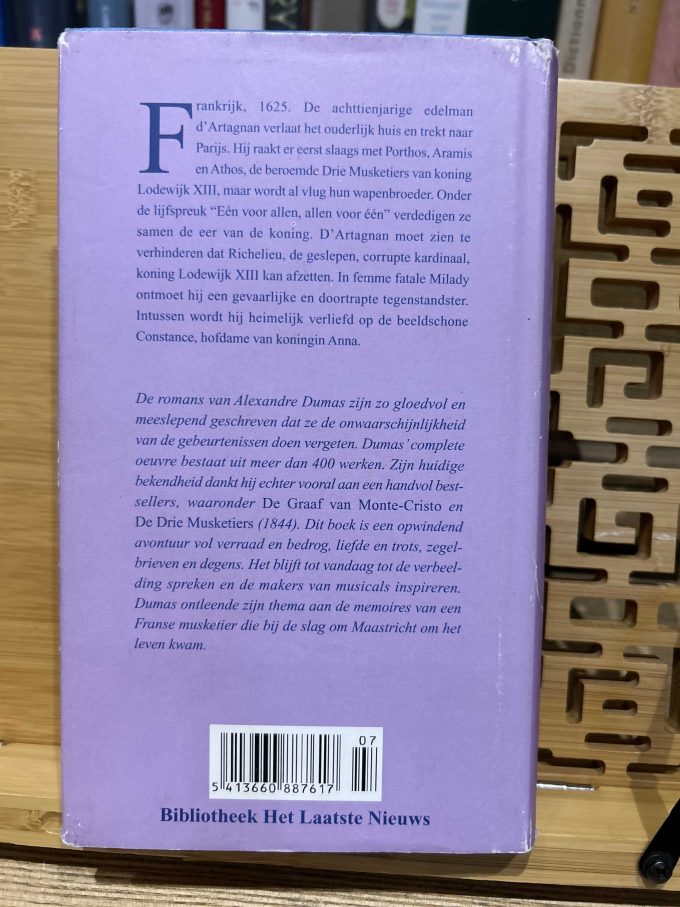 Frankrijk, 1625. De achttienjarige edelman
d'Artagnan verlaat het ouderlijk huis en trekt naar
Parijs. Hij raakt er eerst slaags met Porthos, Aramis
en Athos, de beroemde Drie Musketiers van koning
Lodewijk XIII, maar wordt al vlug hun wapenbroeder. Onder
de lijfspreuk “Eén voor allen, allen voor één” verdedigen ze
samen de eer van de koning. D'Artagnan moet zien te
verhinderen dat Richelieu, de geslepen, corrupte kardinaal,
koning Lodewijk XIII kan afzetten. In femme fatale Milady
ontmoet hij een gevaarlijke en doortrapte tegenstandster.
Intussen wordt hij heimelijk verliefd op de beeldschone
Constance, hofdame van koningin Anna.
De romans van Alexandre Dumas zijn zo gloedvol en
meeslepend geschreven dat ze de onwaarschijnlijkheid
van de gebeurtenissen doen vergeten. Dumas' complete
oeuvre bestaat uit meer dan 400 werken. Zijn huidige
bekendheid dankt hij echter vooral aan een handvol best-
sellers, waaronder De Graaf van Monte-Cristo en
De Drie Musketiers (1844). Dit boek is een opwindend
avontuur vol verraad en bedrog, liefde en trots, zegel-
brieven en degens. Het blijft tot vandaag tot de verbeel-
ding spreken en de makers van musicals inspireren.
Dumas ontleende zijn thema aan de memoires van een
Franse musketier die bij de slag om Maastricht om het
leven kwam.
07
5 413660 887617
Bibliotheek Het Laatste Nieuws